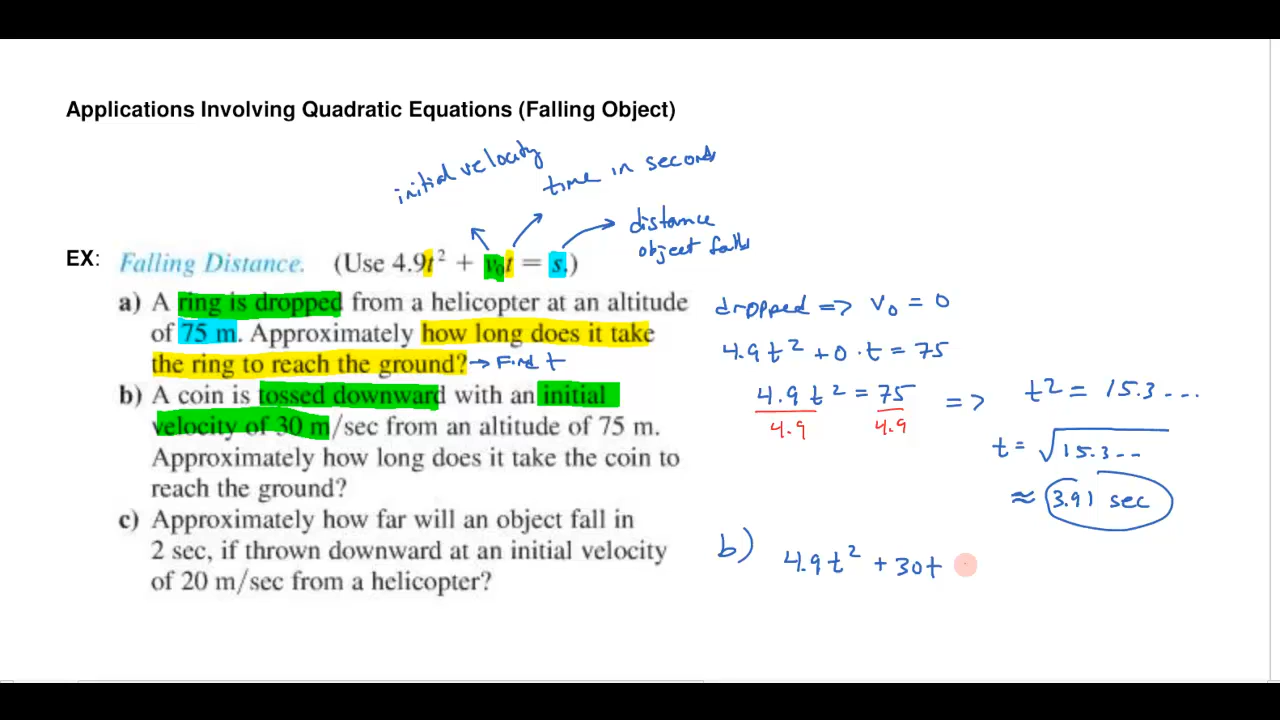 Applications Involving Quadratic Equations (Falling Object)
initial velocity
time in seconds
distance
object falls
EX: Falling Distance. (Use 4.9t² + v₀t = s.)
a) A ring is dropped from a helicopter at an altitude
of 75 m. Approximately how long does it take
the ring to reach the ground? → Find t
b) A coin is tossed downward with an initial
velocity of 30 m/sec from an altitude of 75 m.
Approximately how long does it take the coin to
reach the ground?
c) Approximately how far will an object fall in
2 sec, if thrown downward at an initial velocity
of 20 m/sec from a helicopter?
dropped => v₀ = 0
4.9t² + 0·t = 75
4.9t² = 75
4.9 4.9
=> t² = 15.3...
t = √15.3--
≈ 3.91 sec
b) 4.9t² + 30t